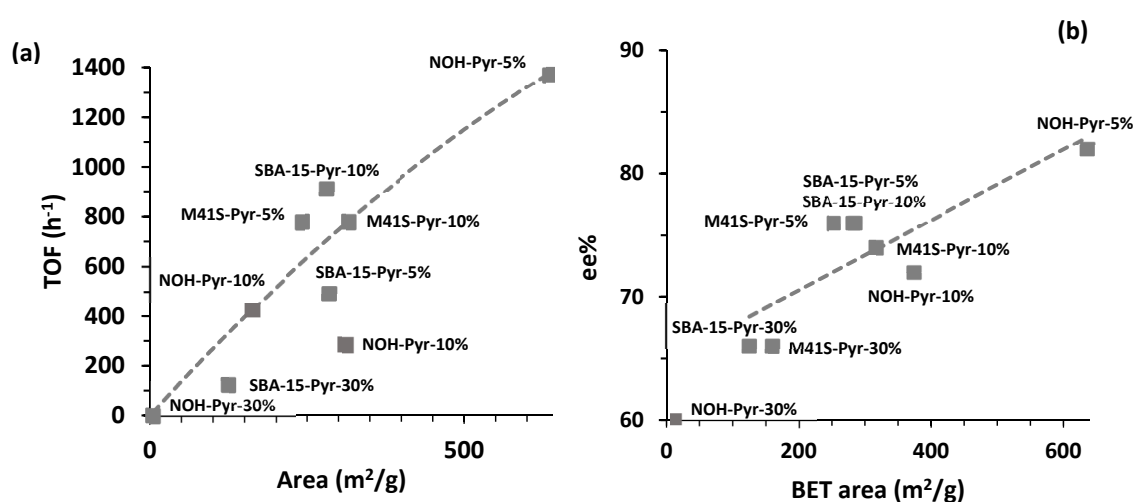 (a)
1400
1200
1000
800
600
400
200
0
TOF (h⁻¹)
NOH-Pyr-5%
SBA-15-Pyr-10%
M41S-Pyr-5%
M41S-Pyr-10%
NOH-Pyr-10%
SBA-15-Pyr-5%
NOH-Pyr-10%
SBA-15-Pyr-30%
NOH-Pyr-30%
0
500
Area (m²/g)
(b)
90
80
70
60
ee%
NOH-Pyr-5%
SBA-15-Pyr-5%
SBA-15-Pyr-10%
M41S-Pyr-5%
M41S-Pyr-10%
NOH-Pyr-10%
SBA-15-Pyr-30%
M41S-Pyr-30%
NOH-Pyr-30%
0
200
400
600
BET area (m²/g)